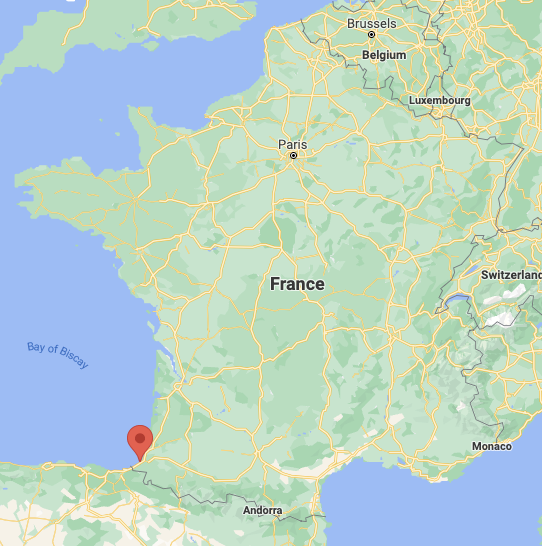 Brussels
Belgium
Luxembourg
Paris
Switzerland
France
Bay of Biscay
Monaco
Andorra